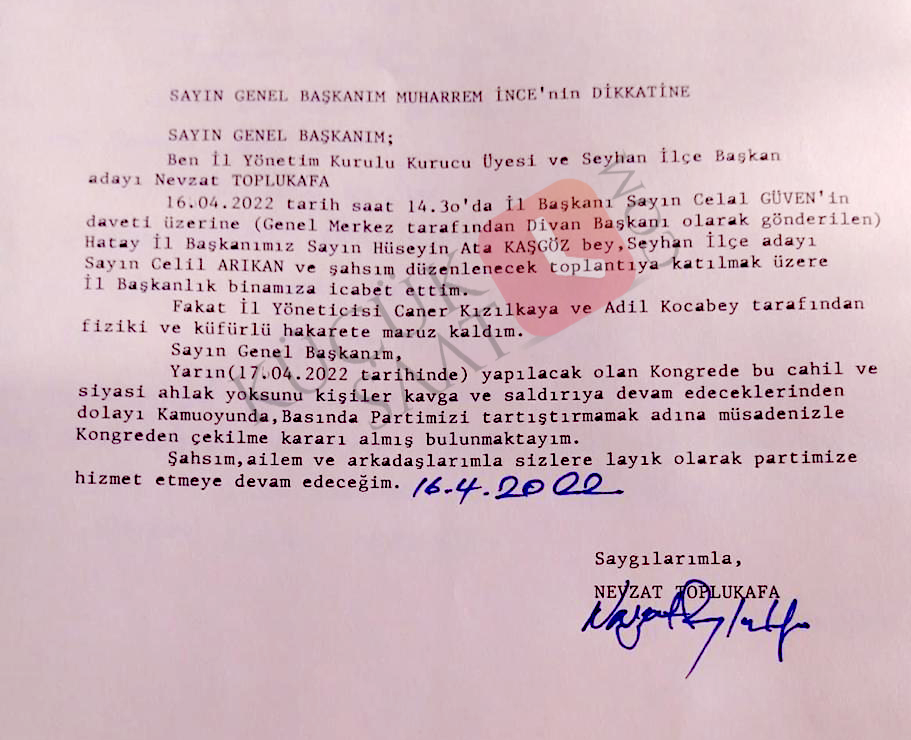 SAYIN GENEL BAŞKANIM MUHARREM İNCE'nin DİKKATİNE
SAYIN GENEL BAŞKANIM;
Ben İl Yönetim Kurulu Kurucu Üyesi ve Seyhan İlçe Başkan
adayı Nevzat TOPLUKAFA
16.04.2022 tarih saat 14.3o'da İl Başkanı Sayın Celal GÜVEN'in
daveti üzerine (Genel Merkez tarafından Divan Başkanı olarak gönderilen)
Hatay İl Başkanımız Sayın Hüseyin Ata KAŞGÖZ bey,Seyhan İlçe adayı
Sayın Celil ARIKAN ve şahsım düzenlenecek toplantıya katılmak üzere
İl Başkanlık binamıza icabet ettim.
Fakat İl Yöneticisi Caner Kızılkaya ve Adil Kocabey tarafından
fiziki ve küfürlü hakarete maruz kaldım.
Sayın Genel Başkanım,
Yarın(17.04.2022 tarihinde) yapılacak olan Kongrede bu cahil ve
siyasi ahlak yoksunu kişiler kavga ve saldırıya devam edeceklerinden
dolayı Kamuoyunda,Basında Partimizi tartıştırmamak adına müsadenizle
Kongreden çekilme kararı almış bulunmaktayım.
Şahsım,ailem ve arkadaşlarımla sizlere layık olarak partimize
hizmet etmeye devam edeceğim. 16.4.2022
Saygılarımla,
NEVZAT TOPLUKAFA
KÜÇÜK
SAAT